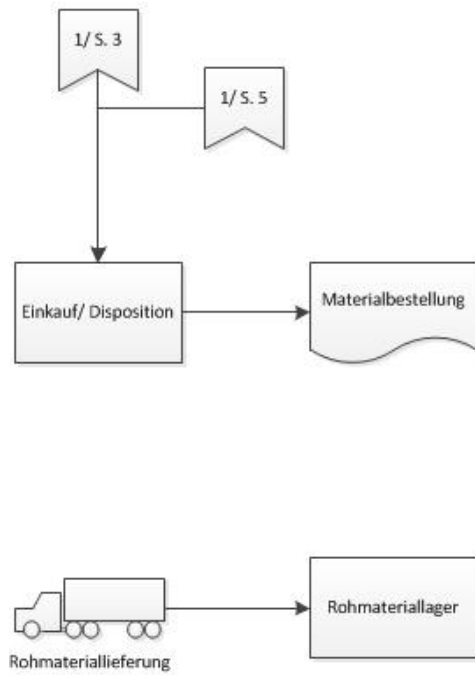 1/ S. 3
1/ S. 5
Einkauf/ Disposition
Materialbestellung
Rohmateriallager
Rohmateriallieferung